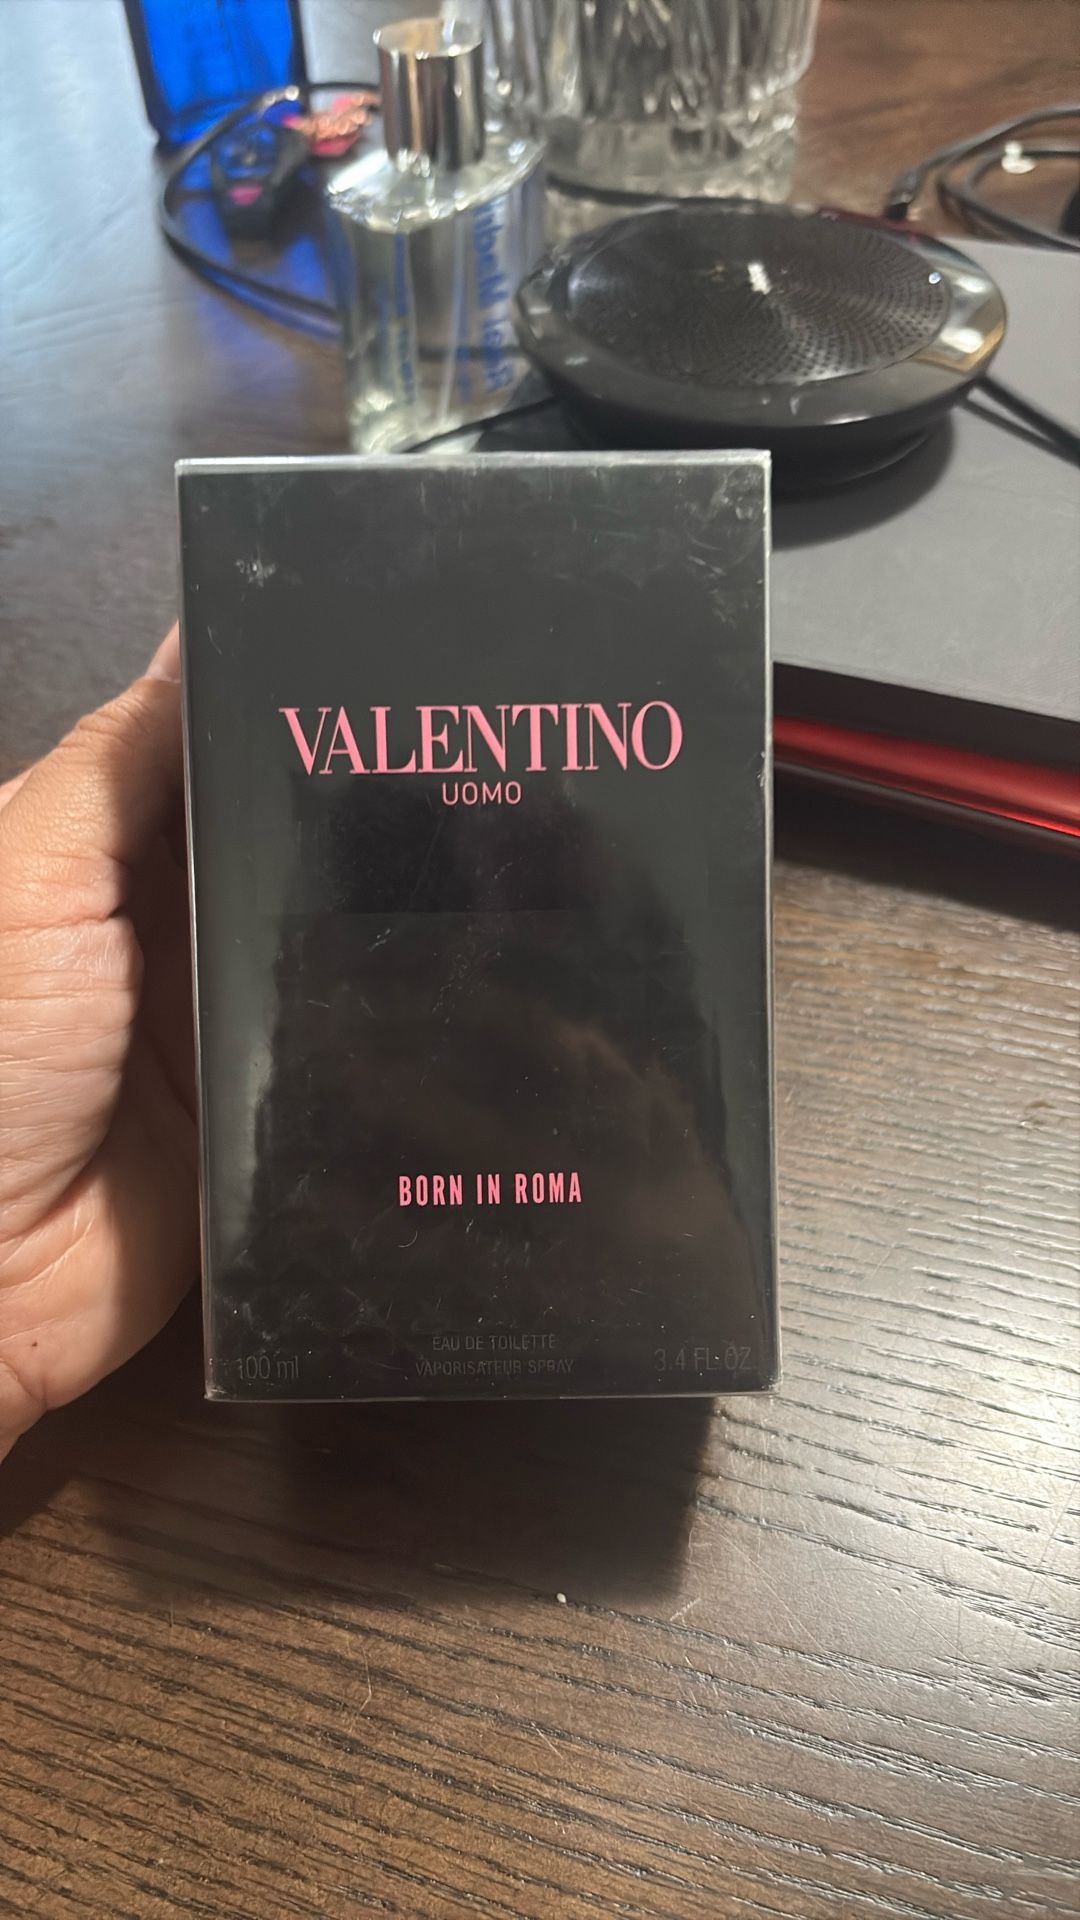 VALENTINO
UOMO
BORN IN ROMA
EAU DE TOILETTE
100 ml VAPORISATEUR SPRAY 3.4 FL.OZ.